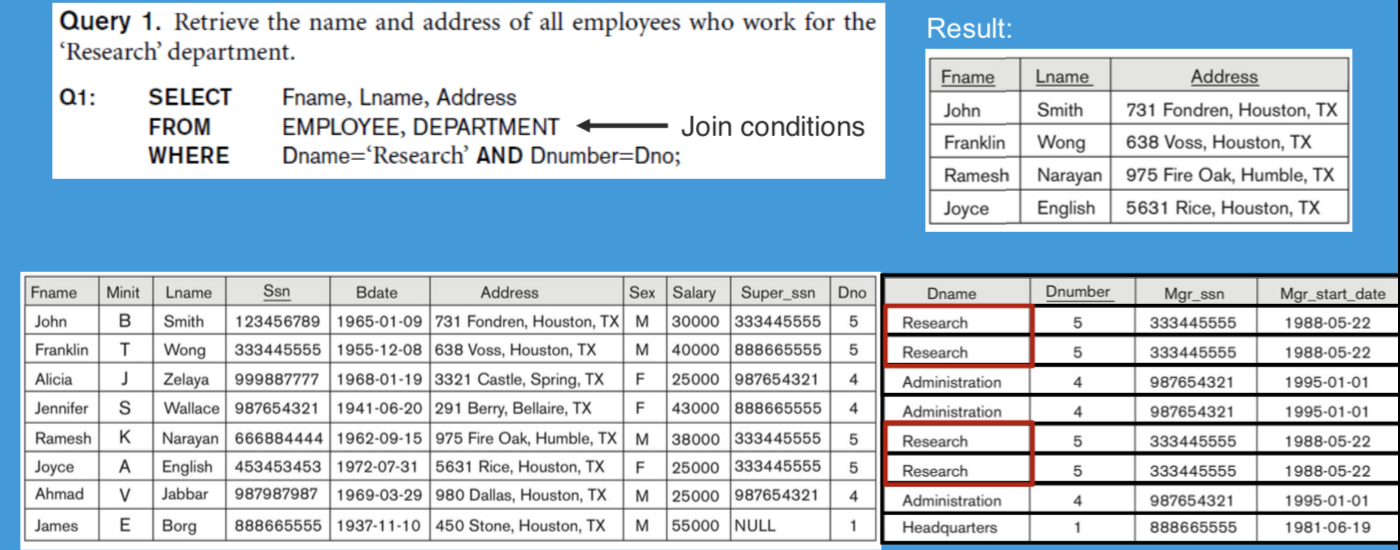 Query 1. Retrieve the name and address of all employees who work for the
‘Research’ department.
Q1: SELECT Fname, Lname, Address
FROM EMPLOYEE, DEPARTMENT
WHERE Dname=‘Research’ AND Dnumber=Dno;
Join conditions
Result:
Fname Lname Address
John Smith 731 Fondren, Houston, TX
Franklin Wong 638 Voss, Houston, TX
Ramesh Narayan 975 Fire Oak, Humble, TX
Joyce English 5631 Rice, Houston, TX
Fname Minit Lname Ssn Bdate Address Sex Salary Super_ssn Dno Dname Dnumber Mgr_ssn Mgr_start_date
John B Smith 123456789 1965-01-09 731 Fondren, Houston, TX M 30000 333445555 5 Research 5 333445555 1988-05-22
Franklin T Wong 333445555 1955-12-08 638 Voss, Houston, TX M 40000 888665555 5 Research 5 333445555 1988-05-22
Alicia J Zelaya 999887777 1968-01-19 3321 Castle, Spring, TX F 25000 987654321 4 Administration 4 987654321 1995-01-01
Jennifer S Wallace 987654321 1941-06-20 291 Berry, Bellaire, TX F 43000 888665555 4 Administration 4 987654321 1995-01-01
Ramesh K Narayan 666884444 1962-09-15 975 Fire Oak, Humble, TX M 38000 333445555 5 Research 5 333445555 1988-05-22
Joyce A English 453453453 1972-07-31 5631 Rice, Houston, TX F 25000 333445555 5 Research 5 333445555 1988-05-22
Ahmad V Jabbar 987987987 1969-03-29 980 Dallas, Houston, TX M 25000 987654321 4 Administration 4 987654321 1995-01-01
James E Borg 888665555 1937-11-10 450 Stone, Houston, TX M 55000 NULL 1 Headquarters 1 888665555 1981-06-19